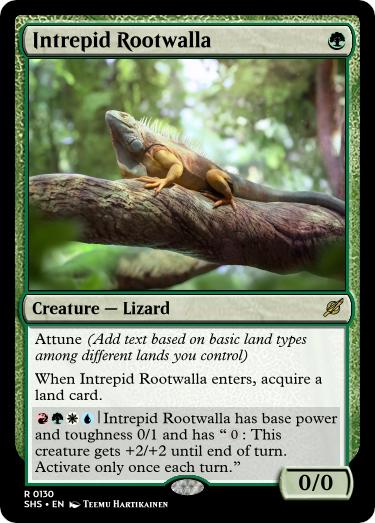 Intrepid Rootwalla
Creature — Lizard
Attune (Add text based on basic land types
among different lands you control)
When Intrepid Rootwalla enters, acquire a
land card.
| Intrepid Rootwalla has base power
and toughness 0/1 and has “ 0 : This
creature gets +2/+2 until end of turn.
Activate only once each turn.”
0/0
R 0130
SHS • EN Teemu Hartikainen